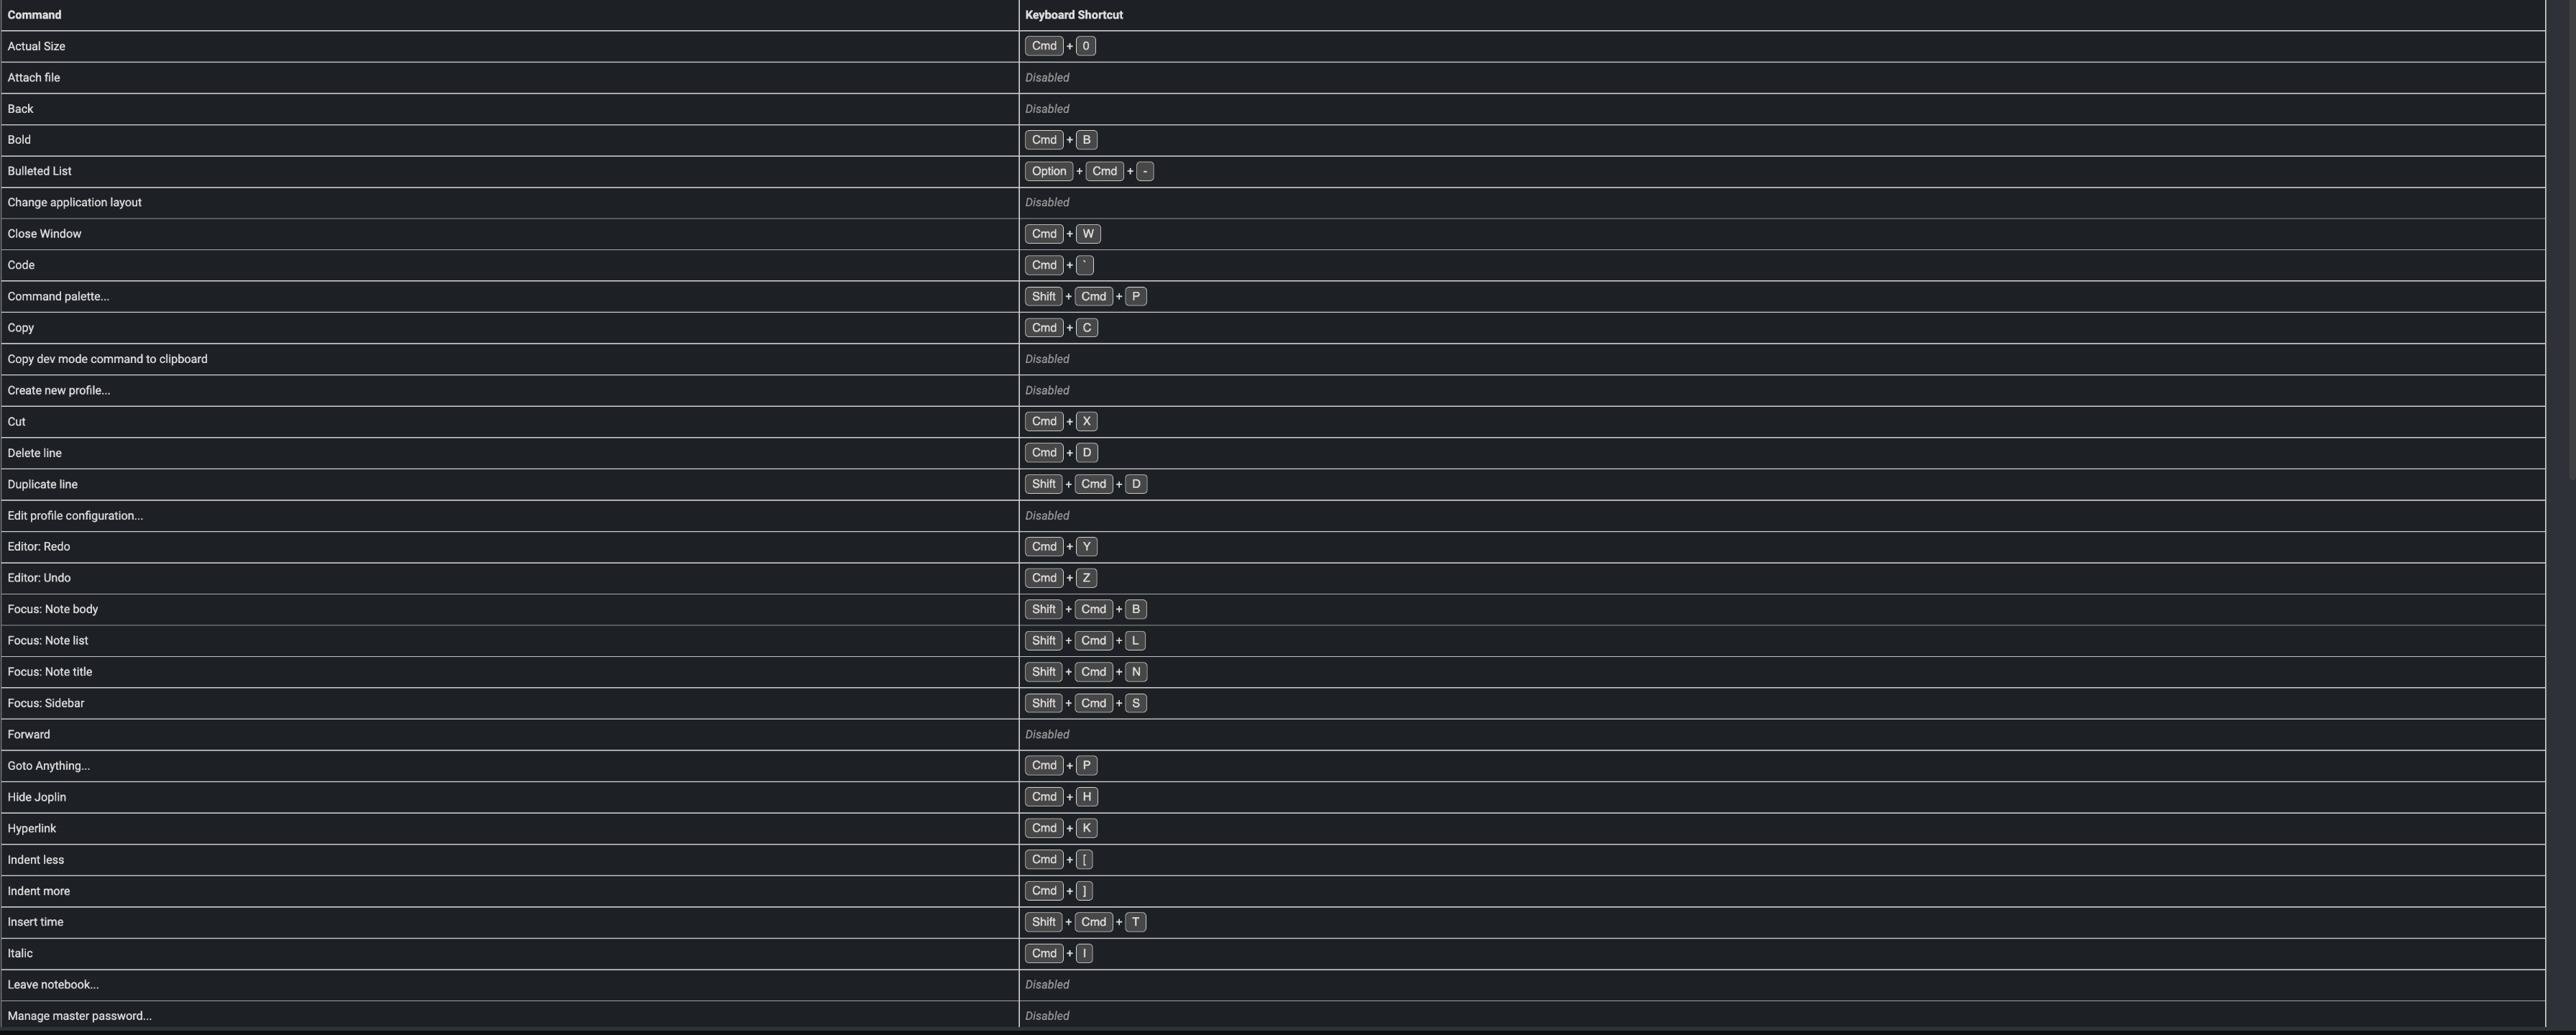 Command Keyboard Shortcut
Actual Size Cmd + 0
Attach file Disabled
Back Disabled
Bold Cmd + B
Bulleted List Option + Cmd + -
Change application layout Disabled
Close Window Cmd + W
Code Cmd + `
Command palette... Shift + Cmd + P
Copy Cmd + C
Copy dev mode command to clipboard Disabled
Create new profile... Disabled
Cut Cmd + X
Delete line Cmd + D
Duplicate line Shift + Cmd + D
Edit profile configuration... Disabled
Editor: Redo Cmd + Y
Editor: Undo Cmd + Z
Focus: Note body Shift + Cmd + B
Focus: Note list Shift + Cmd + L
Focus: Note title Shift + Cmd + N
Focus: Sidebar Shift + Cmd + S
Forward Disabled
Goto Anything... Cmd + P
Hide Joplin Cmd + H
Hyperlink Cmd + K
Indent less Cmd + [
Indent more Cmd + ]
Insert time Shift + Cmd + T
Italic Cmd + I
Leave notebook... Disabled
Manage master password... Disabled